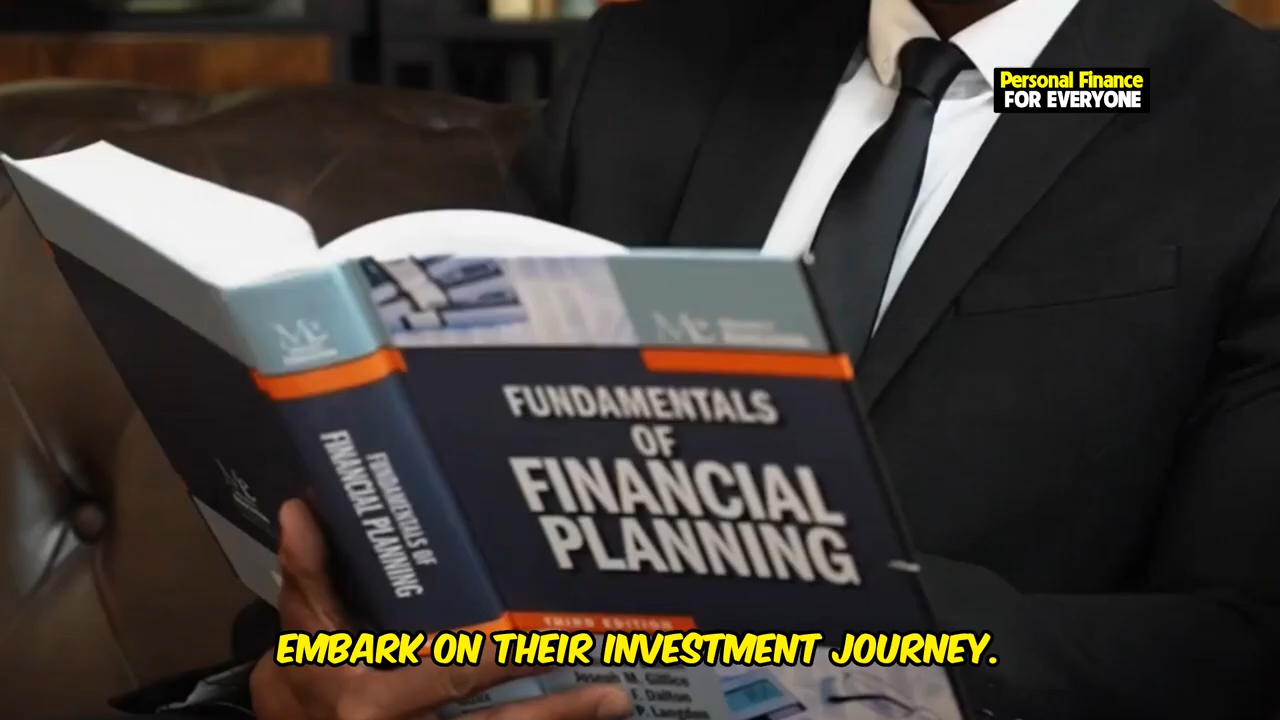 Personal Finance
FOR EVERYONE
FUNDAMENTALS
OF
FINANCIAL
PLANNING
FUNDAMENTALS OF
FINANCIAL PLANNING
THIRD EDITION
EMBARK ON THEIR INVESTMENT JOURNEY.
F. Dalton